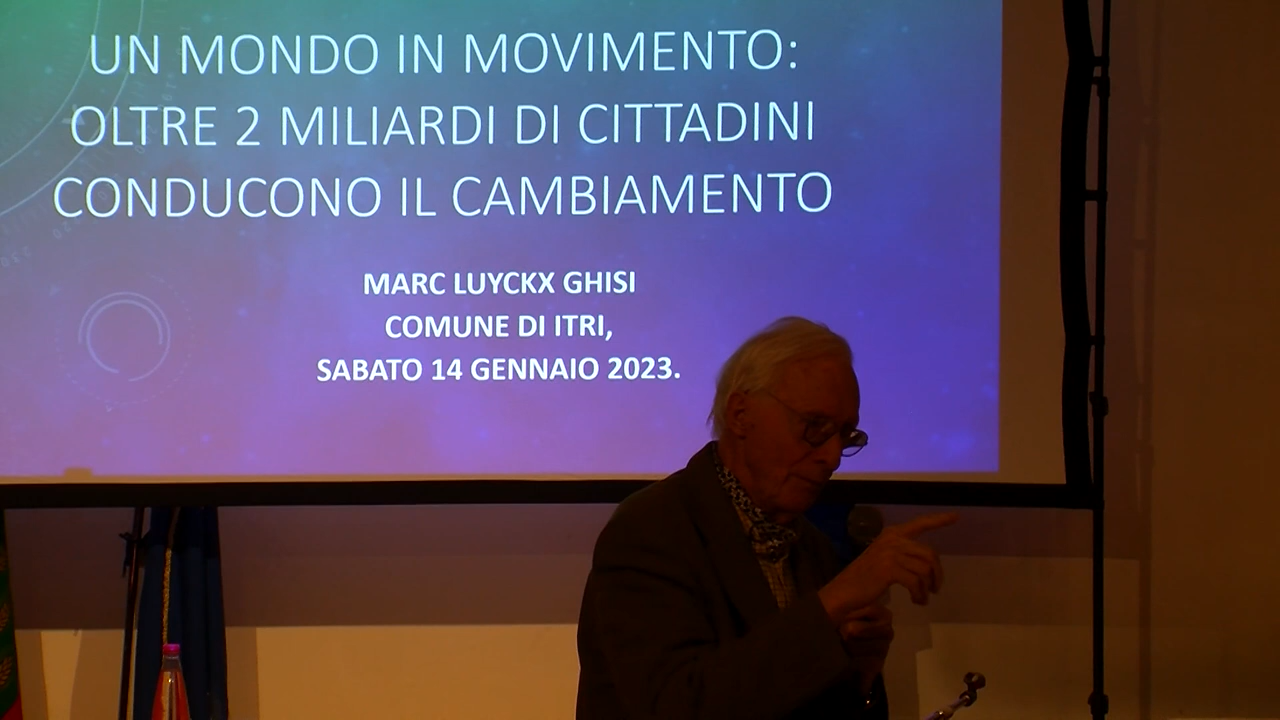 UN MONDO IN MOVIMENTO:
OLTRE 2 MILIARDI DI CITTADINI
CONDUCONO IL CAMBIAMENTO
MARC LUYCKX GHISI
COMUNE DI ITRI,
SABATO 14 GENNAIO 2023.